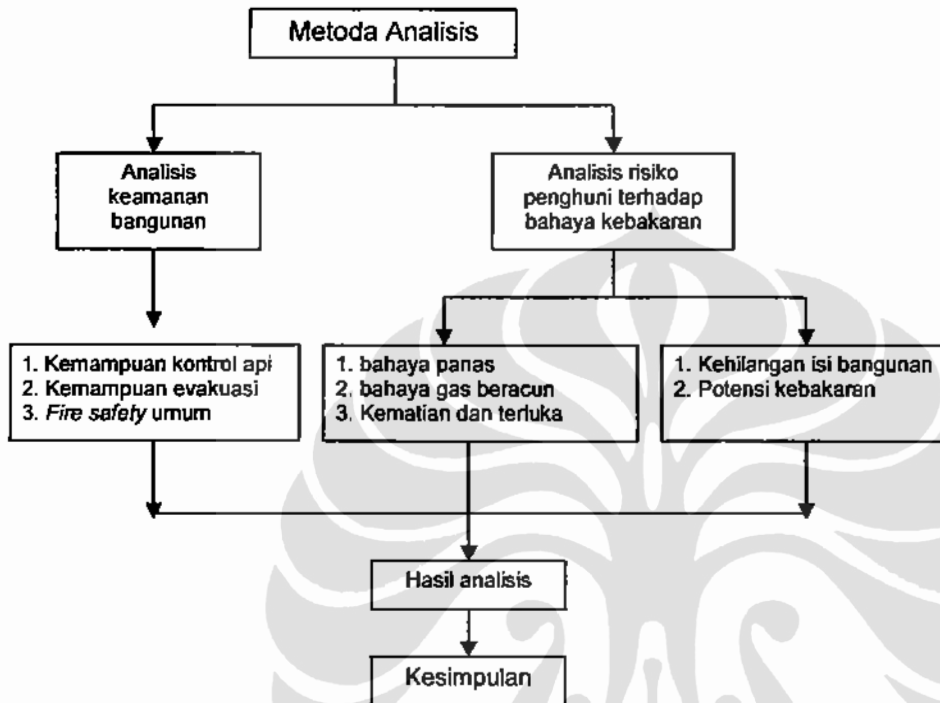 Metoda Analisis
Analisis
keamanan
bangunan
Analisis risiko
penghuni terhadap
bahaya kebakaran
1. Kemampuan kontrol api
2. Kemampuan evakuasi
3. Fire safety umum
1. bahaya panas
2. bahaya gas beracun
3. Kematian dan terluka
1. Kehilangan isi bangunan
2. Potensi kebakaran
Hasil analisis
Kesimpulan